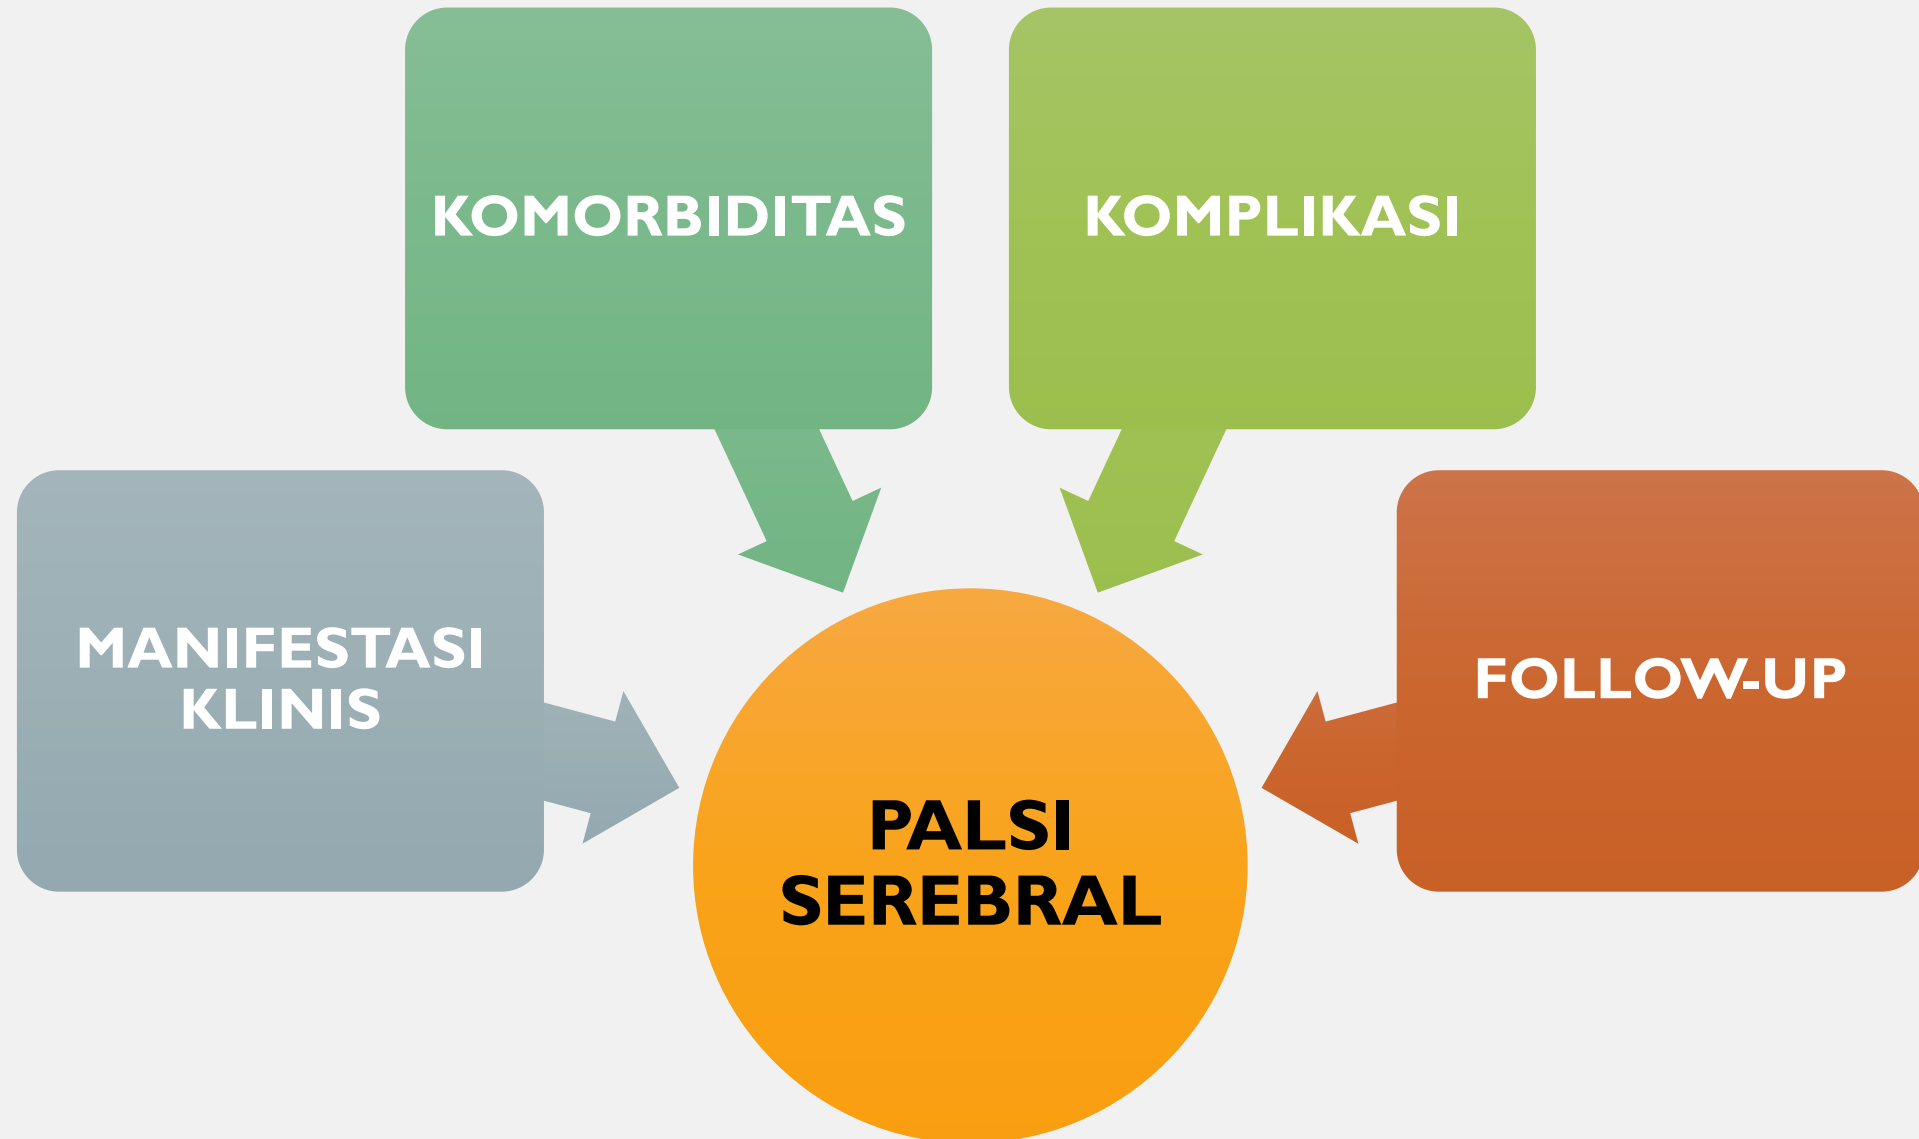 KOMORBIDITAS
KOMPLIKASI
MANIFESTASI
KLINIS
FOLLOW-UP
PALSI
SEREBRAL